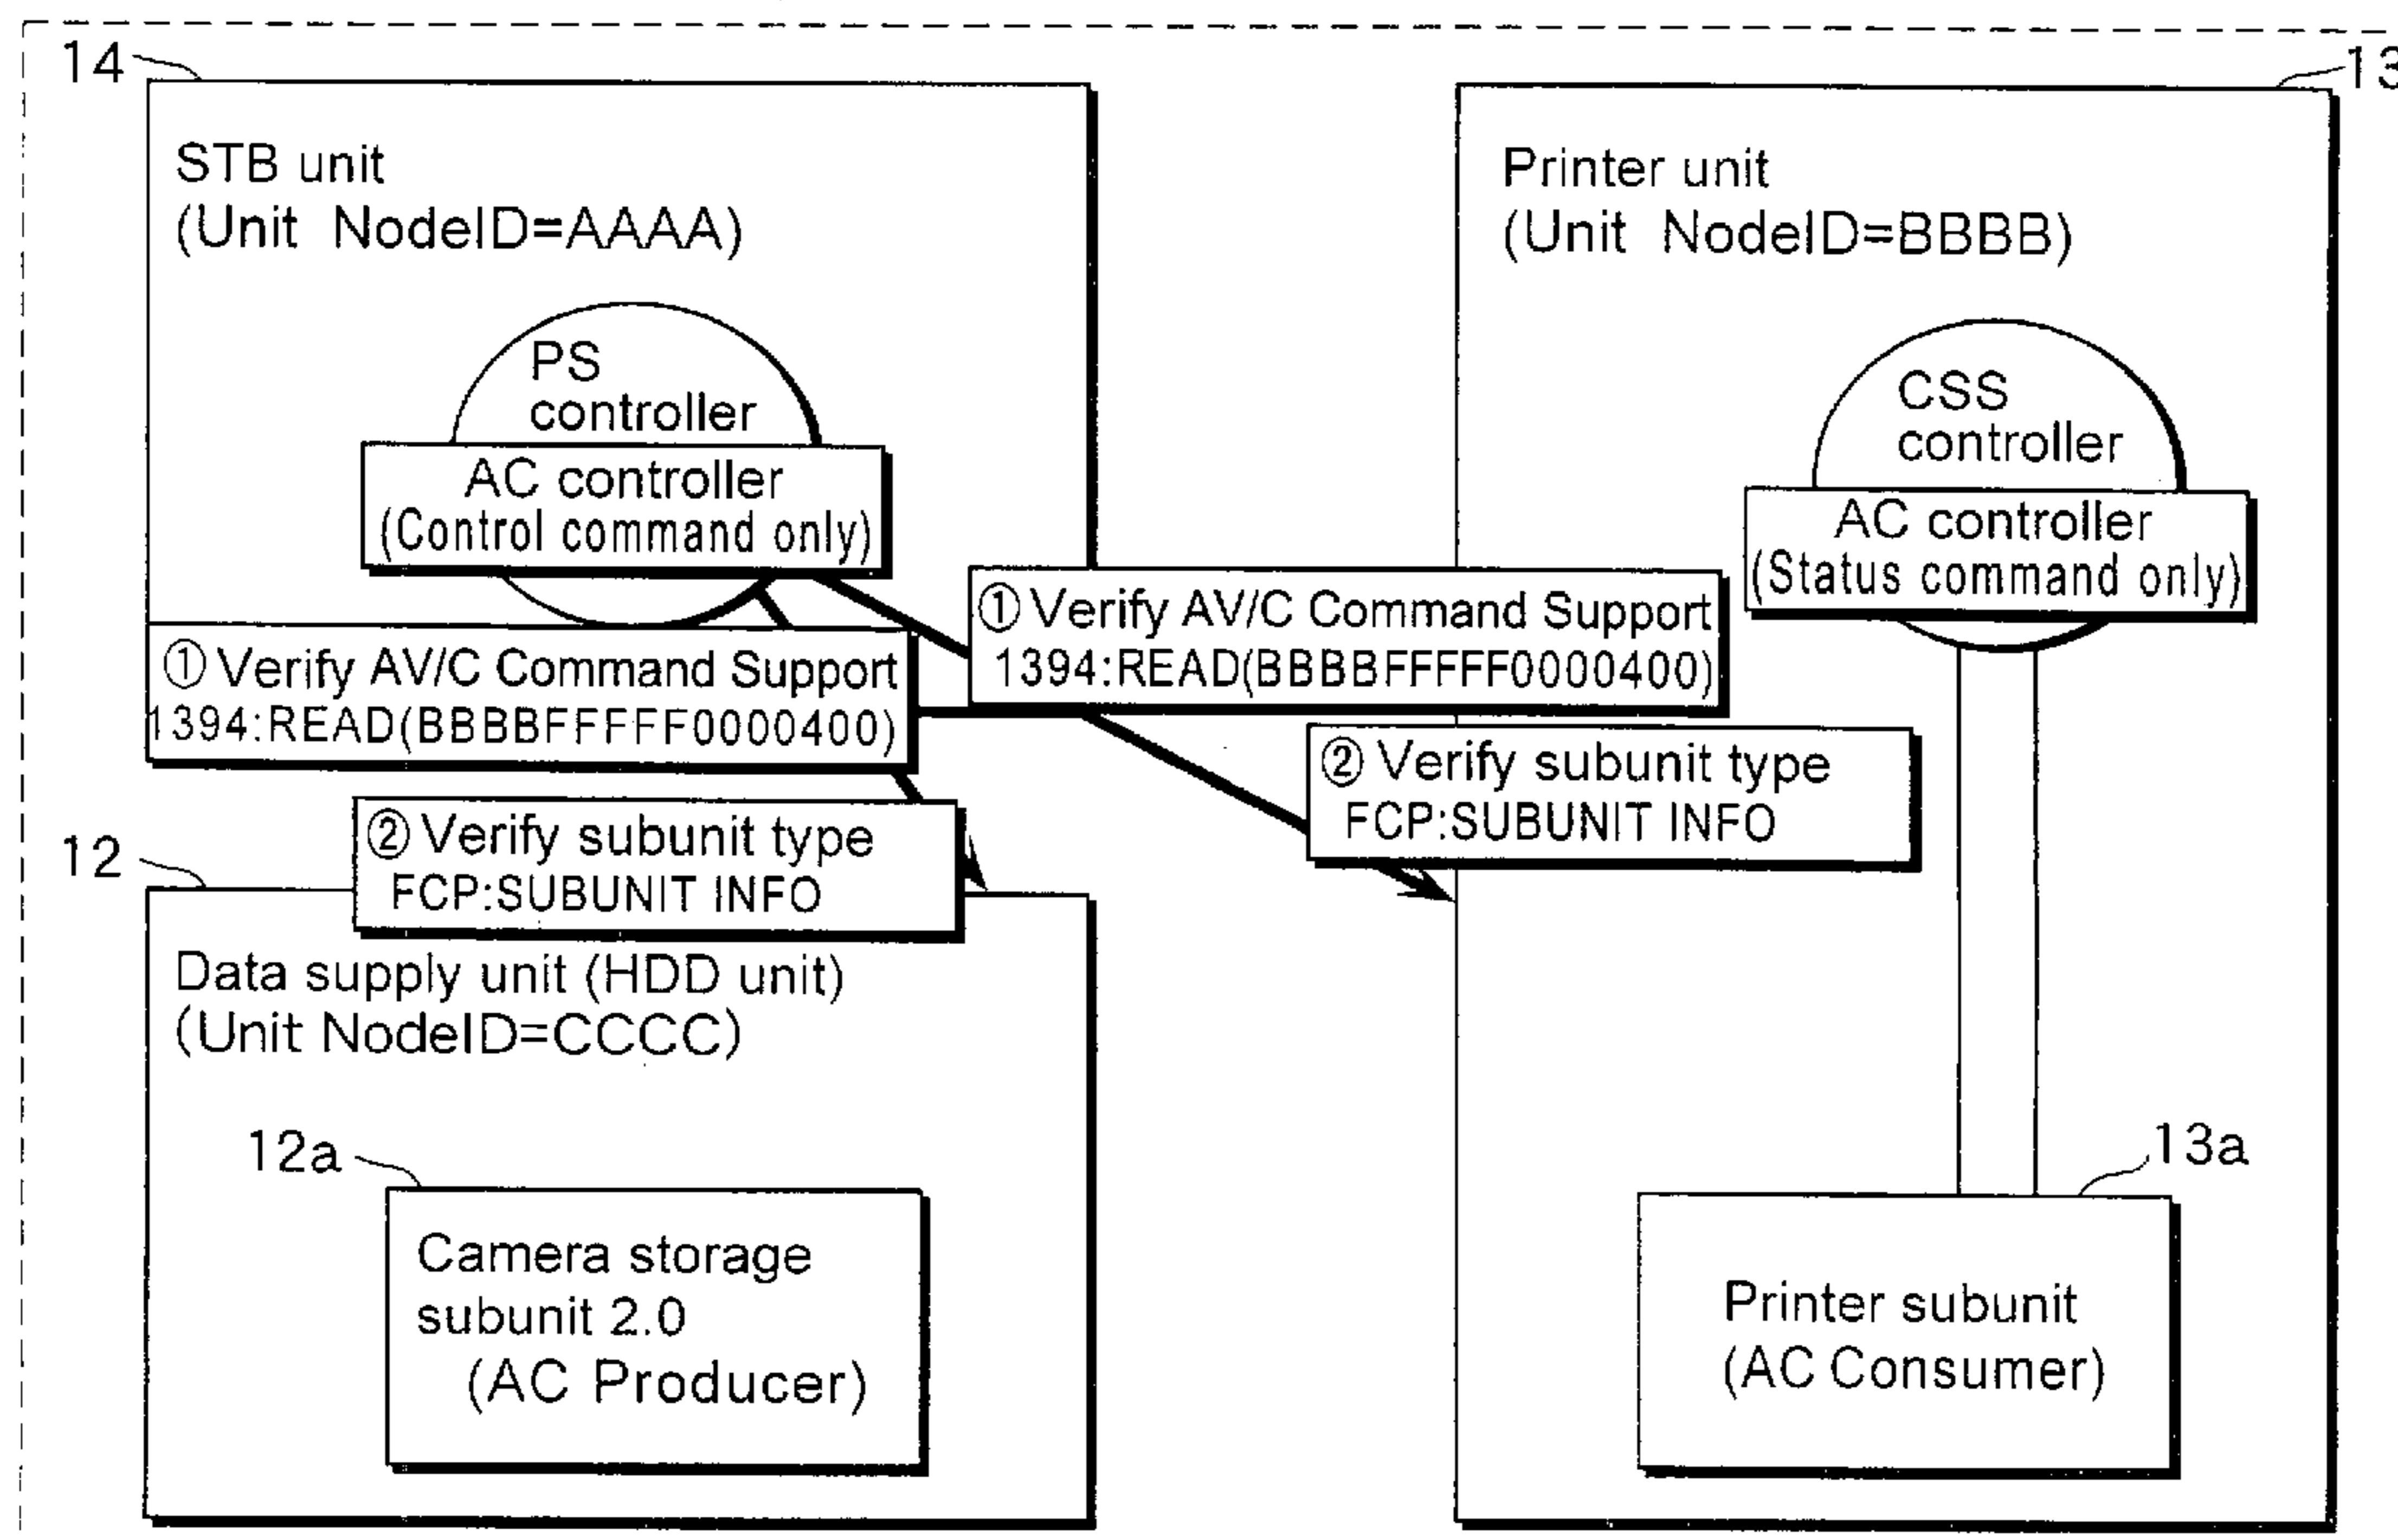 14
STB unit
(Unit NodeID=AAAA)
PS
controller
AC controller
(Control command only)
① Verify AV/C Command Support
1394:READ(BBBBFFFFF0000400)
② Verify subunit type
FCP:SUBUNIT INFO
12
Data supply unit (HDD unit)
(Unit NodeID=CCCC)
12a
Camera storage
subunit 2.0
(AC Producer)
① Verify AV/C Command Support
1394:READ(BBBBFFFFF0000400)
② Verify subunit type
FCP:SUBUNIT INFO
13
Printer unit
(Unit NodeID=BBBB)
CSS
controller
AC controller
(Status command only)
13a
Printer subunit
(AC Consumer)